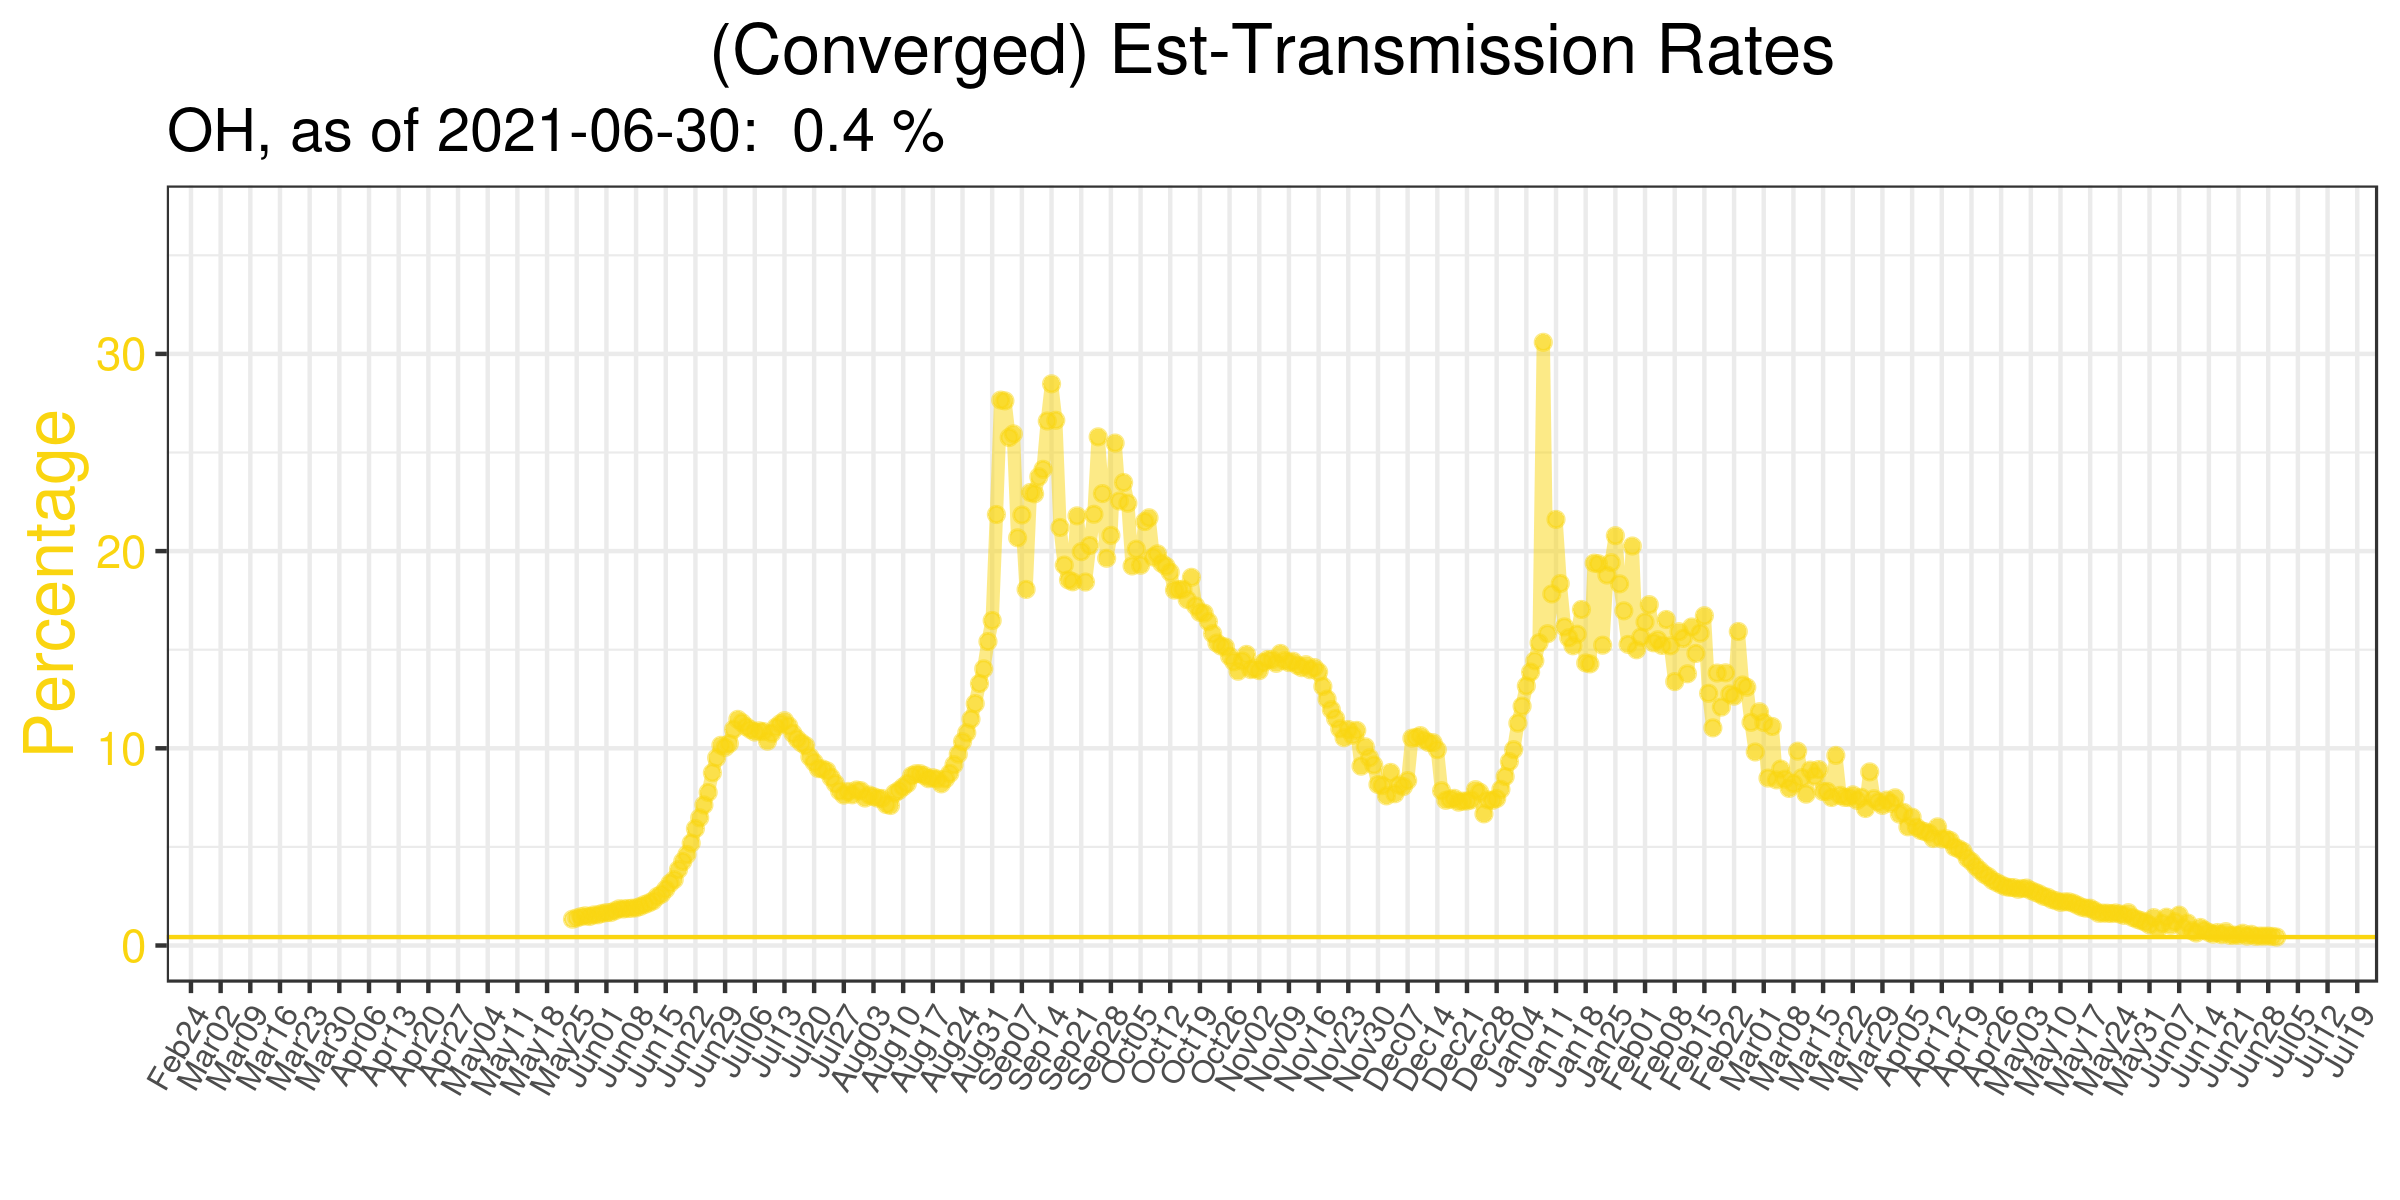 (Converged) Est-Transmission Rates
OH, as of 2021-06-30:  0.4 %
Percentage
30
20
10
0
Feb24
Mar02
Mar09
Mar16
Mar23
Mar30
Apr06
Apr13
Apr20
Apr27
May04
May11
May18
May25
Jun01
Jun08
Jun15
Jun22
Jun29
Jul06
Jul13
Jul20
Jul27
Aug03
Aug10
Aug17
Aug24
Aug31
Sep07
Sep14
Sep21
Sep28
Oct05
Oct12
Oct19
Oct26
Nov02
Nov09
Nov16
Nov23
Nov30
Dec07
Dec14
Dec21
Dec28
Jan04
Jan11
Jan18
Jan25
Feb01
Feb08
Feb15
Feb22
Mar01
Mar08
Mar15
Mar22
Mar29
Apr05
Apr12
Apr19
Apr26
May03
May10
May17
May24
May31
Jun07
Jun14
Jun21
Jun28
Jul05
Jul12
Jul19